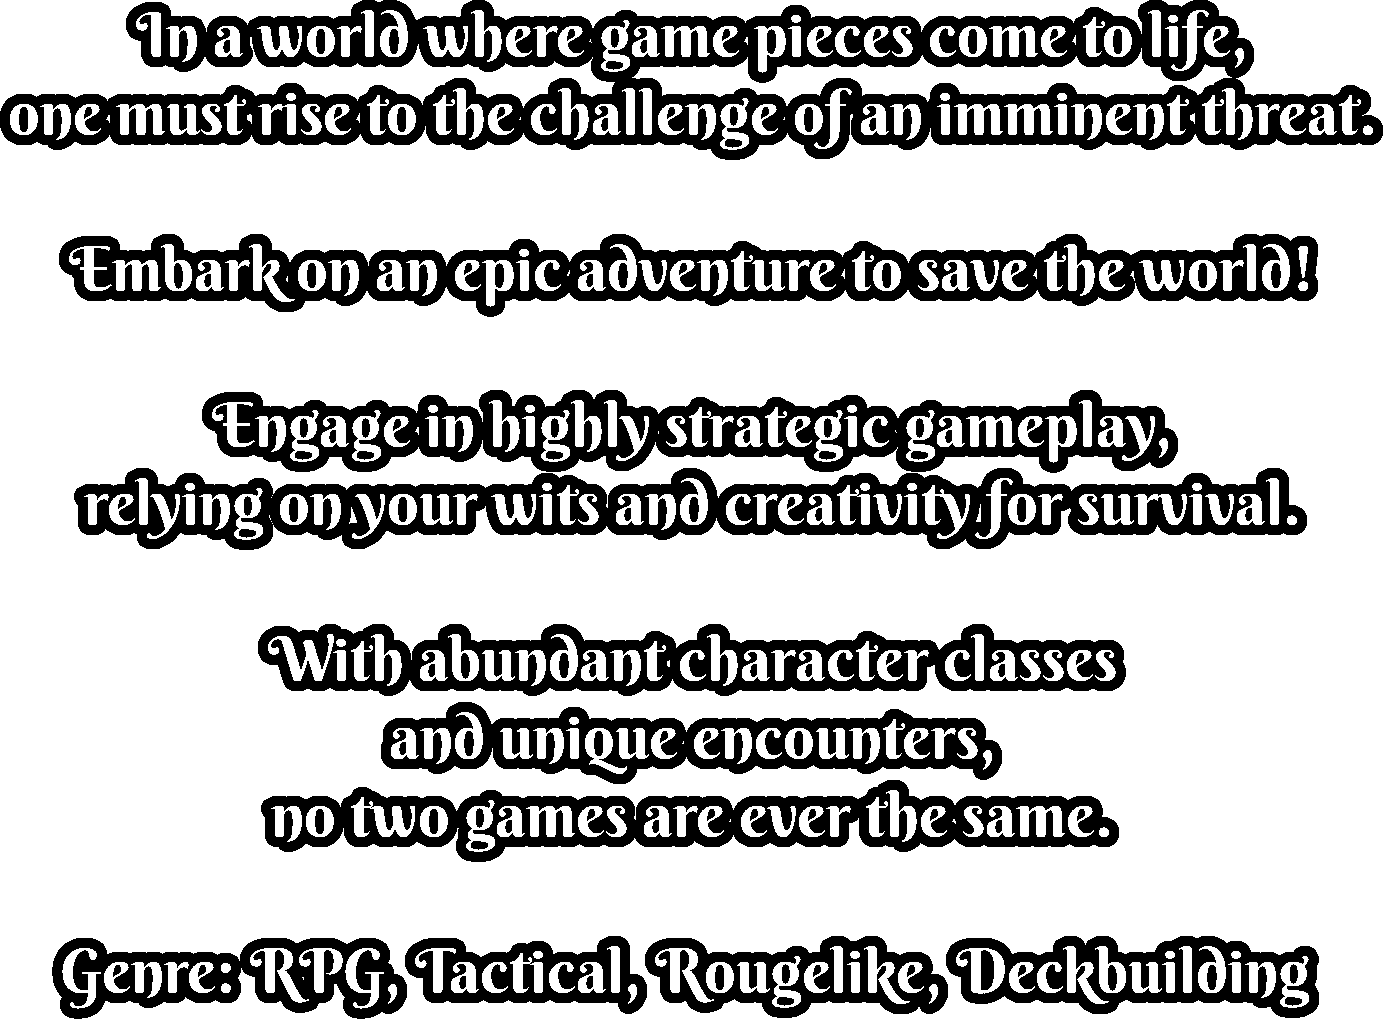 In a world where game pieces come to life,
one must rise to the challenge of an imminent threat.
Embark on an epic adventure to save the world!
Engage in highly strategic gameplay,
relying on your wits and creativity for survival.
With abundant character classes
and unique encounters,
no two games are ever the same.
Genre: RPG, Tactical, Rougelike, Deckbuilding